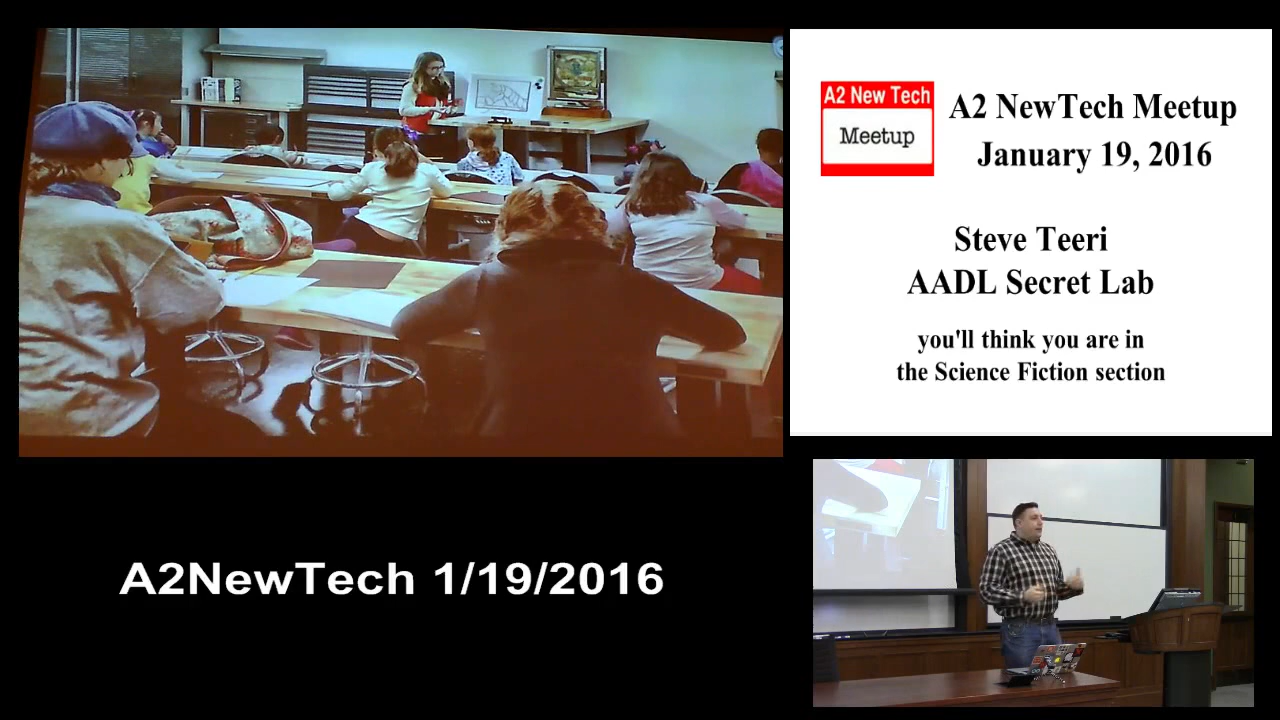 A2 New Tech
Meetup
A2 NewTech Meetup
January 19, 2016
Steve Teeri
AADL Secret Lab
you'll think you are in
the Science Fiction section
A2NewTech 1/19/2016